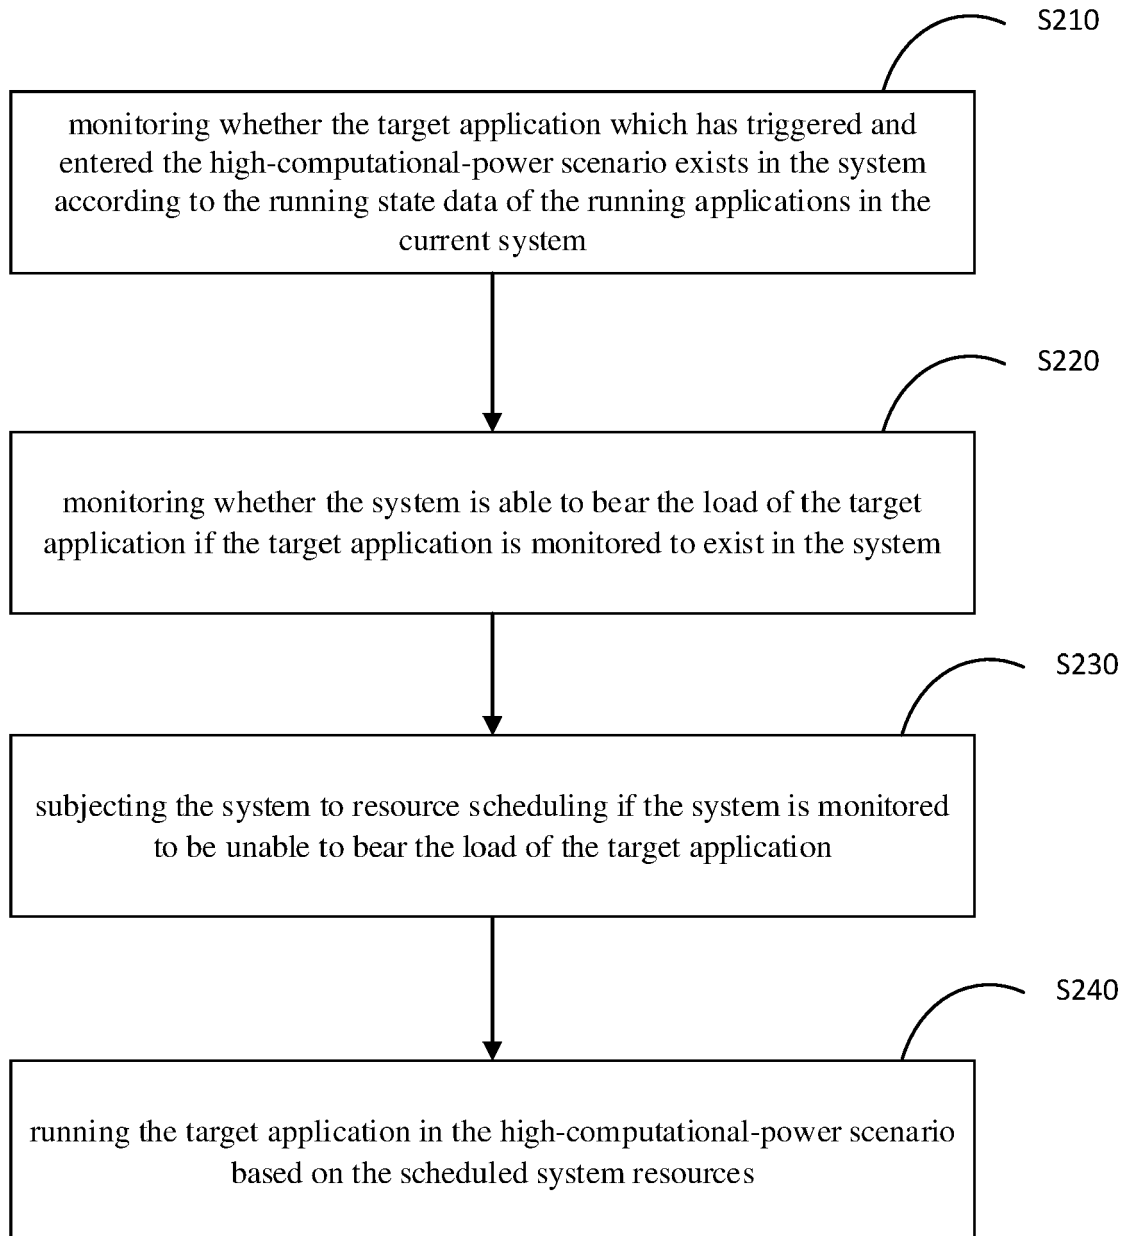 S210
monitoring whether the target application which has triggered and
entered the high-computational-power scenario exists in the system
according to the running state data of the running applications in the
current system
S220
monitoring whether the system is able to bear the load of the target
application if the target application is monitored to exist in the system
S230
subjecting the system to resource scheduling if the system is monitored
to be unable to bear the load of the target application
S240
running the target application in the high-computational-power scenario
based on the scheduled system resources